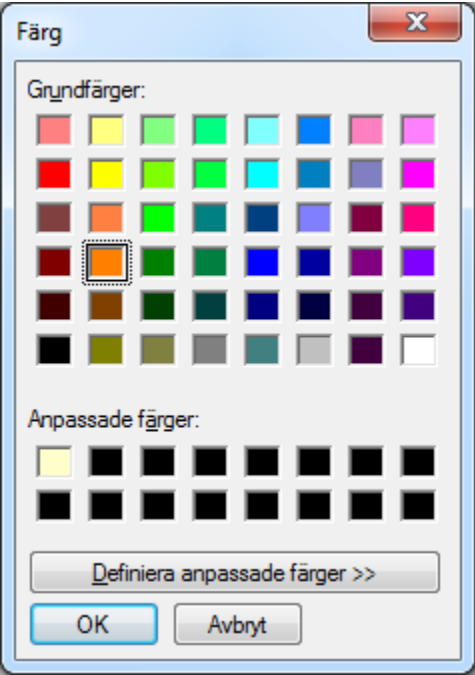 Färg
Grundfärger:
Anpassade färger:
Definiera anpassade färger >>
OK
Avbryt